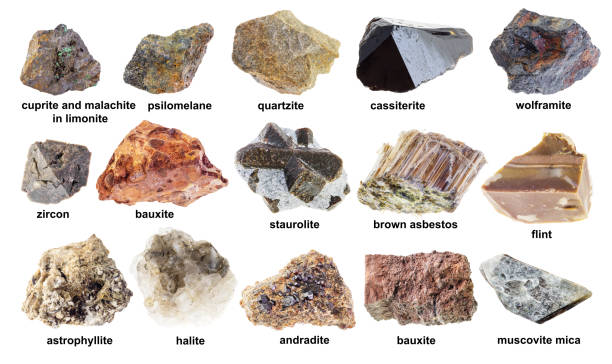 cuprite and malachite
in limonite
psilomelane
quartzite
cassiterite
wolframite
zircon
bauxite
staurolite
brown asbestos
flint
astrophyllite
halite
andradite
bauxite
muscovite mica